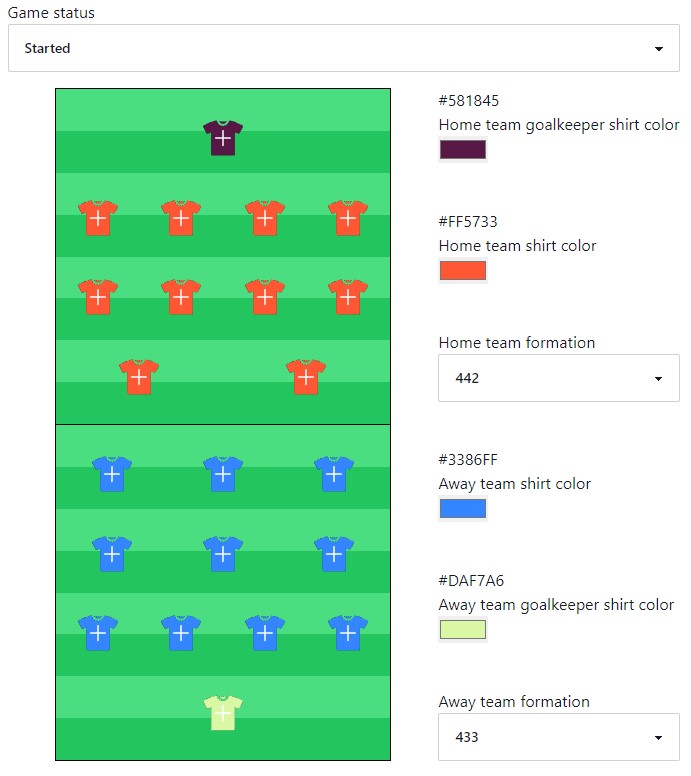 Game status
Started
#581845
Home team goalkeeper shirt color
#FF5733
Home team shirt color
Home team formation
442
#3386FF
Away team shirt color
#DAF7A6
Away team goalkeeper shirt color
Away team formation
433